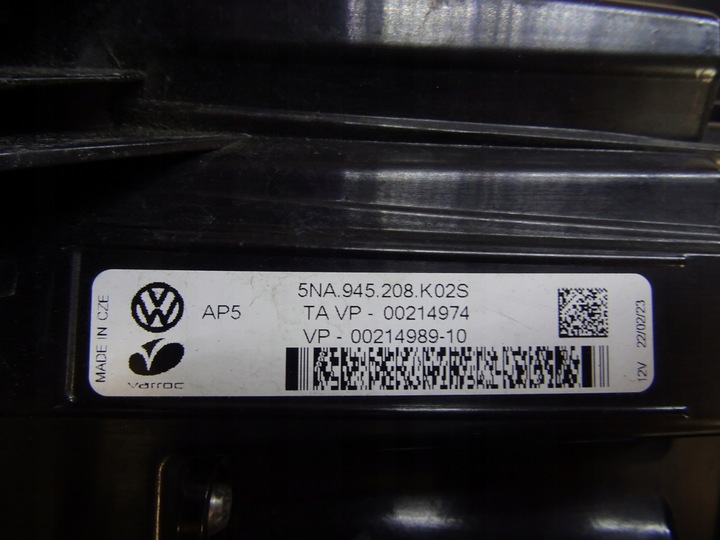 MADE IN CZE
VW
varroc
AP5
5NA.945.208.K02S
TA VP - 00214974
VP - 00214989-10
12V 22/02/23